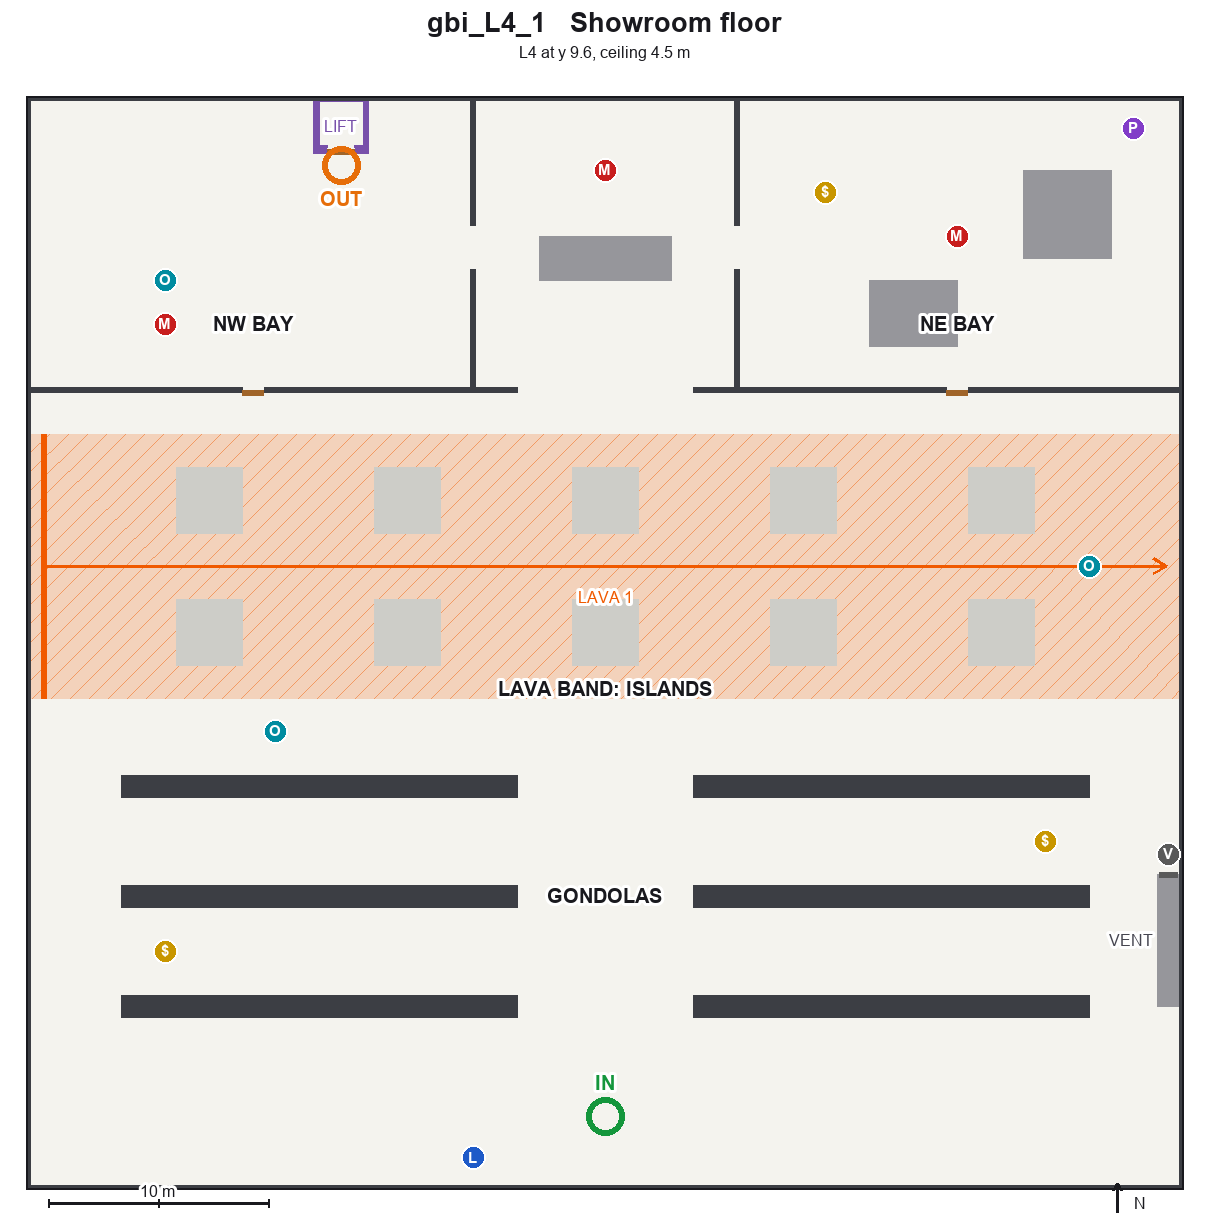 gbi_L4_1   Showroom floor
L4 at y 9.6, ceiling 4.5 m
LIFT
P
M
OUT
$
M
O
M
NW BAY
NE BAY
O
LAVA 1
LAVA BAND: ISLANDS
O
$
V
GONDOLAS
$
VENT
IN
L
10 m
N